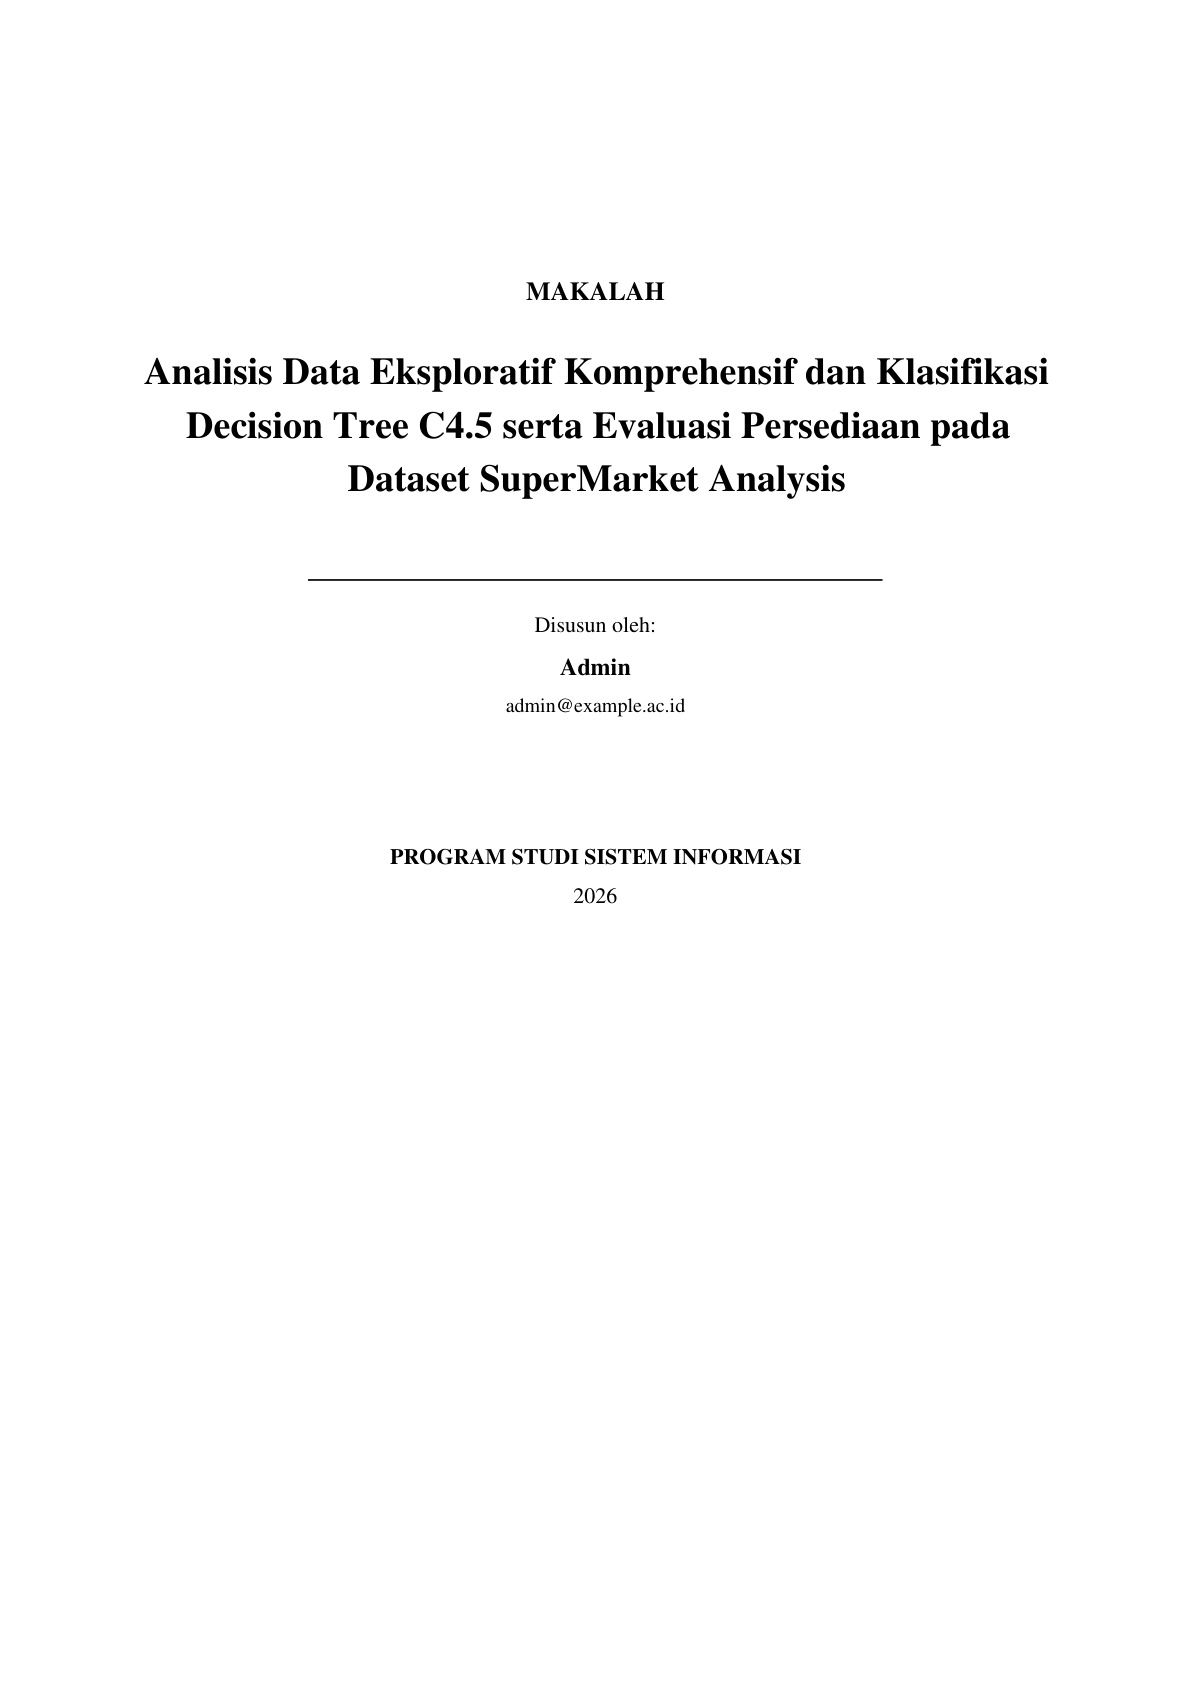 MAKALAH
Analisis Data Eksploratif Komprehensif dan Klasifikasi
Decision Tree C4.5 serta Evaluasi Persediaan pada
Dataset SuperMarket Analysis
Disusun oleh:
Admin
admin@example.ac.id
PROGRAM STUDI SISTEM INFORMASI
2026